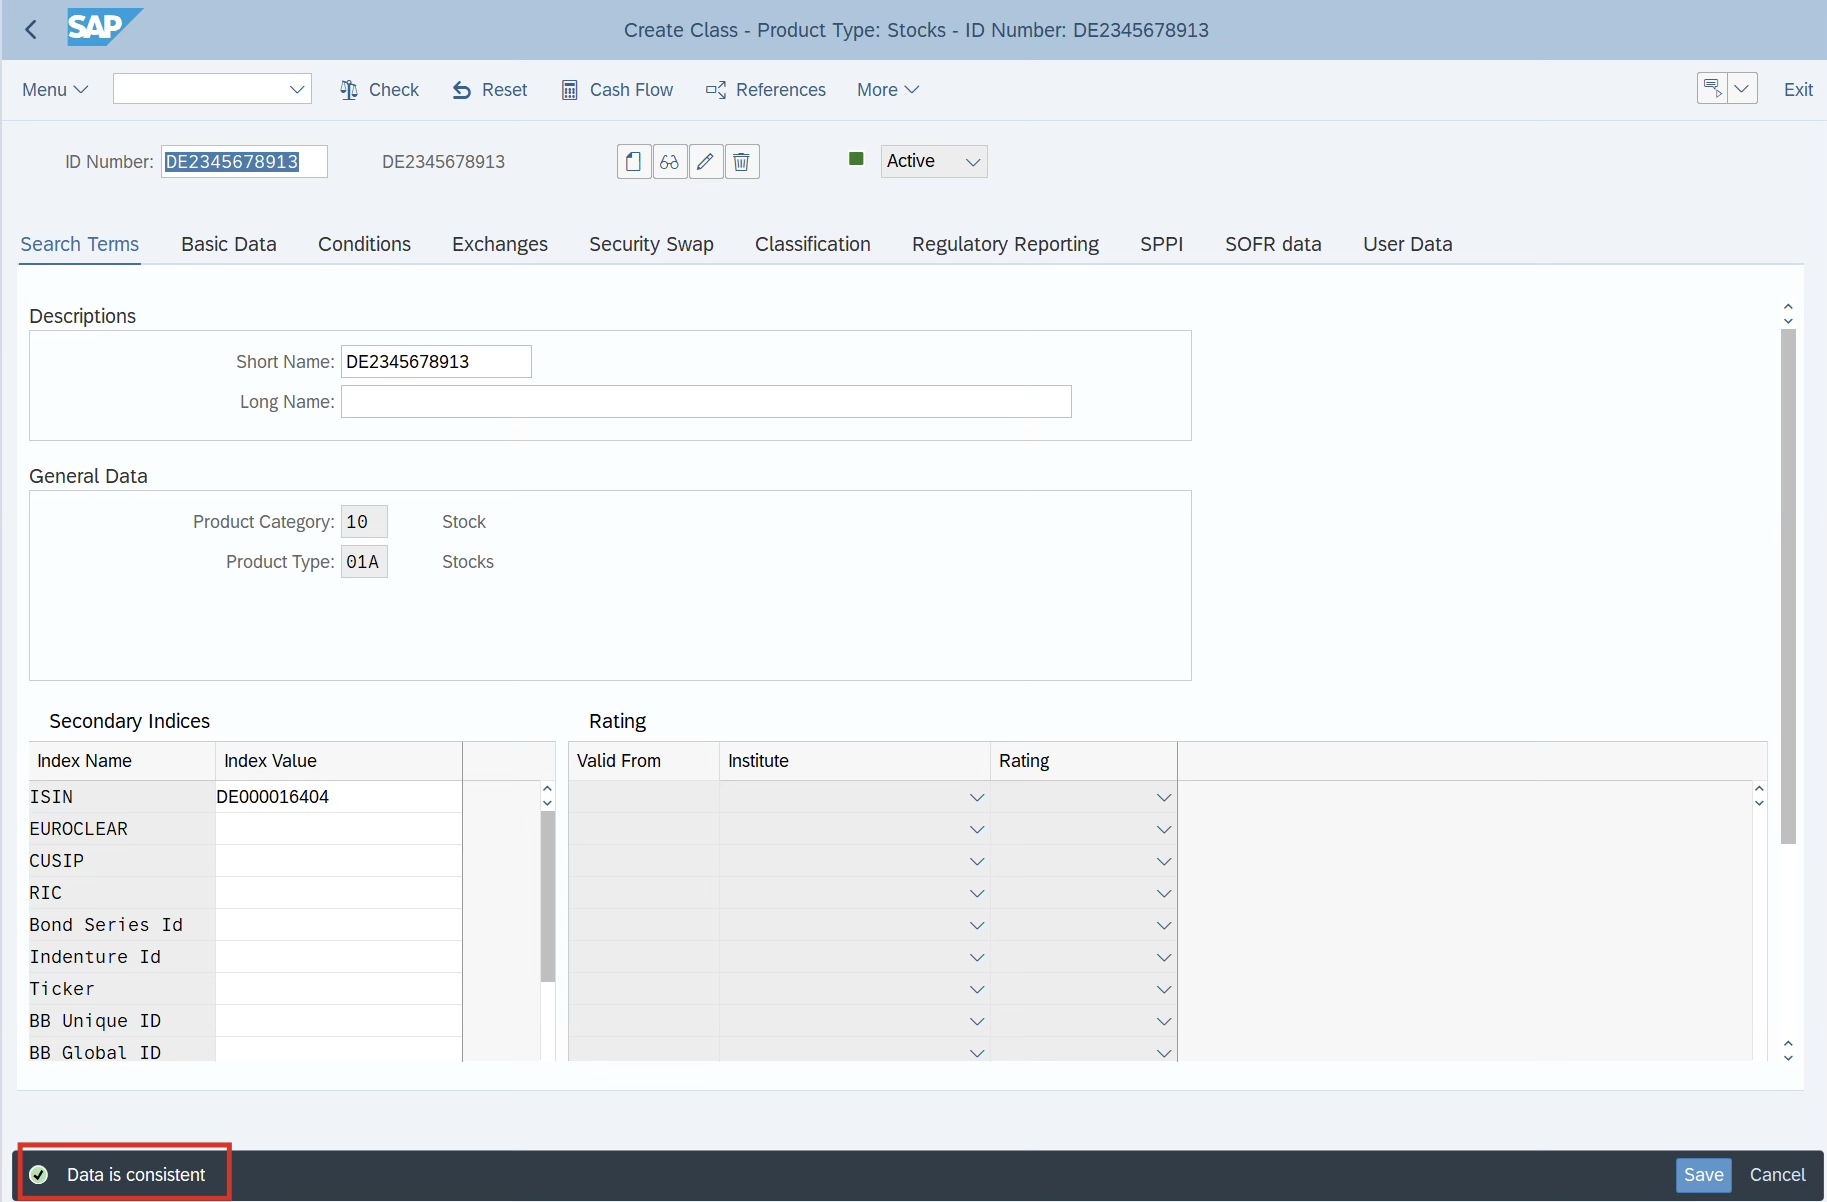 SAP
Create Class - Product Type: Stocks - ID Number: DE2345678913
Menu
Check
Reset
Cash Flow
References
More
Exit
ID Number: DE2345678913 DE2345678913 Active
Search Terms Basic Data Conditions Exchanges Security Swap Classification Regulatory Reporting SPPI SOFR data User Data
Descriptions
Short Name: DE2345678913
Long Name:
General Data
Product Category: 10 Stock
Product Type: 01A Stocks
Secondary Indices
Index Name Index Value
ISIN DE000016404
EUROCLEAR
CUSIP
RIC
Bond Series Id
Indenture Id
Ticker
BB Unique ID
BB Global ID
Rating
Valid From Institute Rating
Data is consistent
Save Cancel